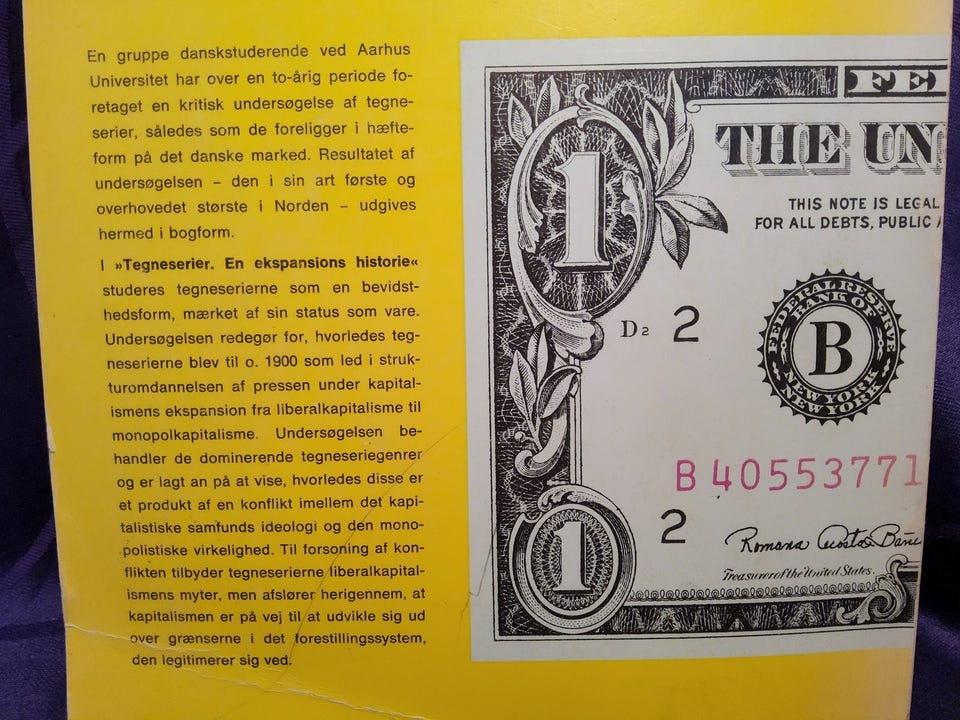 En gruppe danskstuderende ved Aarhus
Universitet har over en to-årig periode fo-
retaget en kritisk undersøgelse af tegne-
serier, således som de foreligger i hæfte-
form på det danske marked. Resultatet af
undersøgelsen – den i sin art første og
overhovedet største i Norden – udgives
hermed i bogform.
I »Tegneserier. En ekspansions historie«
studeres tegneserierne som en bevidst-
hedsform, mærket af sin status som vare.
Undersøgelsen redegør for, hvorledes teg-
neserierne blev til o. 1900 som led i struk-
turomdannelsen af pressen under kapital-
ismens ekspansion fra liberalkapitalisme til
monopolkapitalisme. Undersøgelsen be-
handler de dominerende tegneseriegenrer
og er lagt an på at vise, hvorledes disse er
et produkt af en konflikt imellem det kapi-
talistiske samfunds ideologi og den mono-
polistiske virkelighed. Til forsoning af kon-
flikten tilbyder tegneserierne liberalkapital-
ismens myter, men afslører herigennem, at
kapitalismen er på vej til at udvikle sig ud
over grænserne i det forestillingssystem,
den legitimerer sig ved.
FE
1
THE UN
THIS NOTE IS LEGAL
FOR ALL DEBTS, PUBLIC A
D2 2
FEDERAL RESERVE
BANK OF
B
NEW YORK
NEW YORK
B 40553771
2
Romana Acosta Bañu
Treasurer of the United States.
1